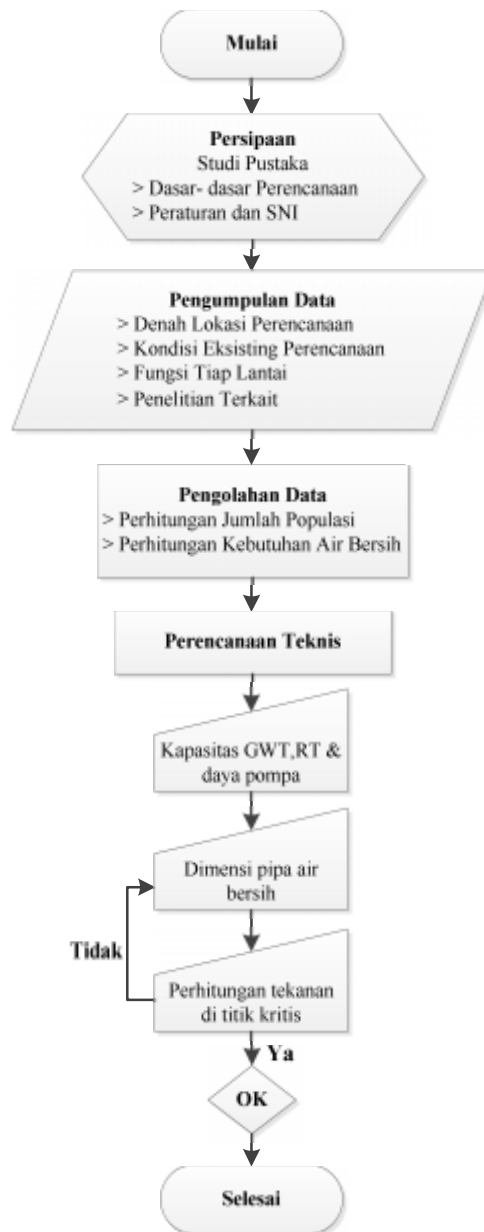 Mulai
Persipaan
Studi Pustaka
> Dasar- dasar Perencanaan
> Peraturan dan SNI
Pengumpulan Data
> Denah Lokasi Perencanaan
> Kondisi Eksisting Perencanaan
> Fungsi Tiap Lantai
> Penelitian Terkait
Pengolahan Data
> Perhitungan Jumlah Populasi
> Perhitungan Kebutuhan Air Bersih
Perencanaan Teknis
Kapasitas GWT,RT &
daya pompa
Dimensi pipa air
bersih
Tidak
Perhitungan tekanan
di titik kritis
Ya
OK
Selesai